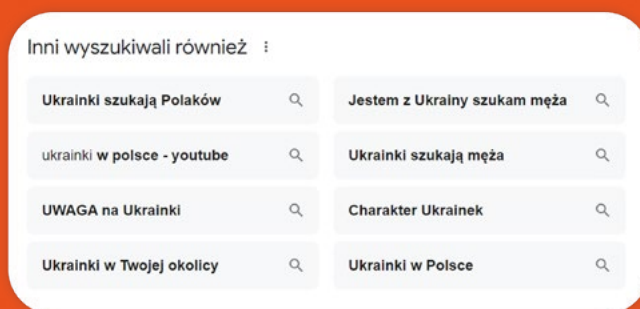 Inni wyszukiwali również
Ukrainki szukają Polaków
Jestem z Ukrainy szukam męża
ukrainki w polsce - youtube
Ukrainki szukają męża
UWAGA na Ukrainki
Charakter Ukrainek
Ukrainki w Twojej okolicy
Ukrainki w Polsce